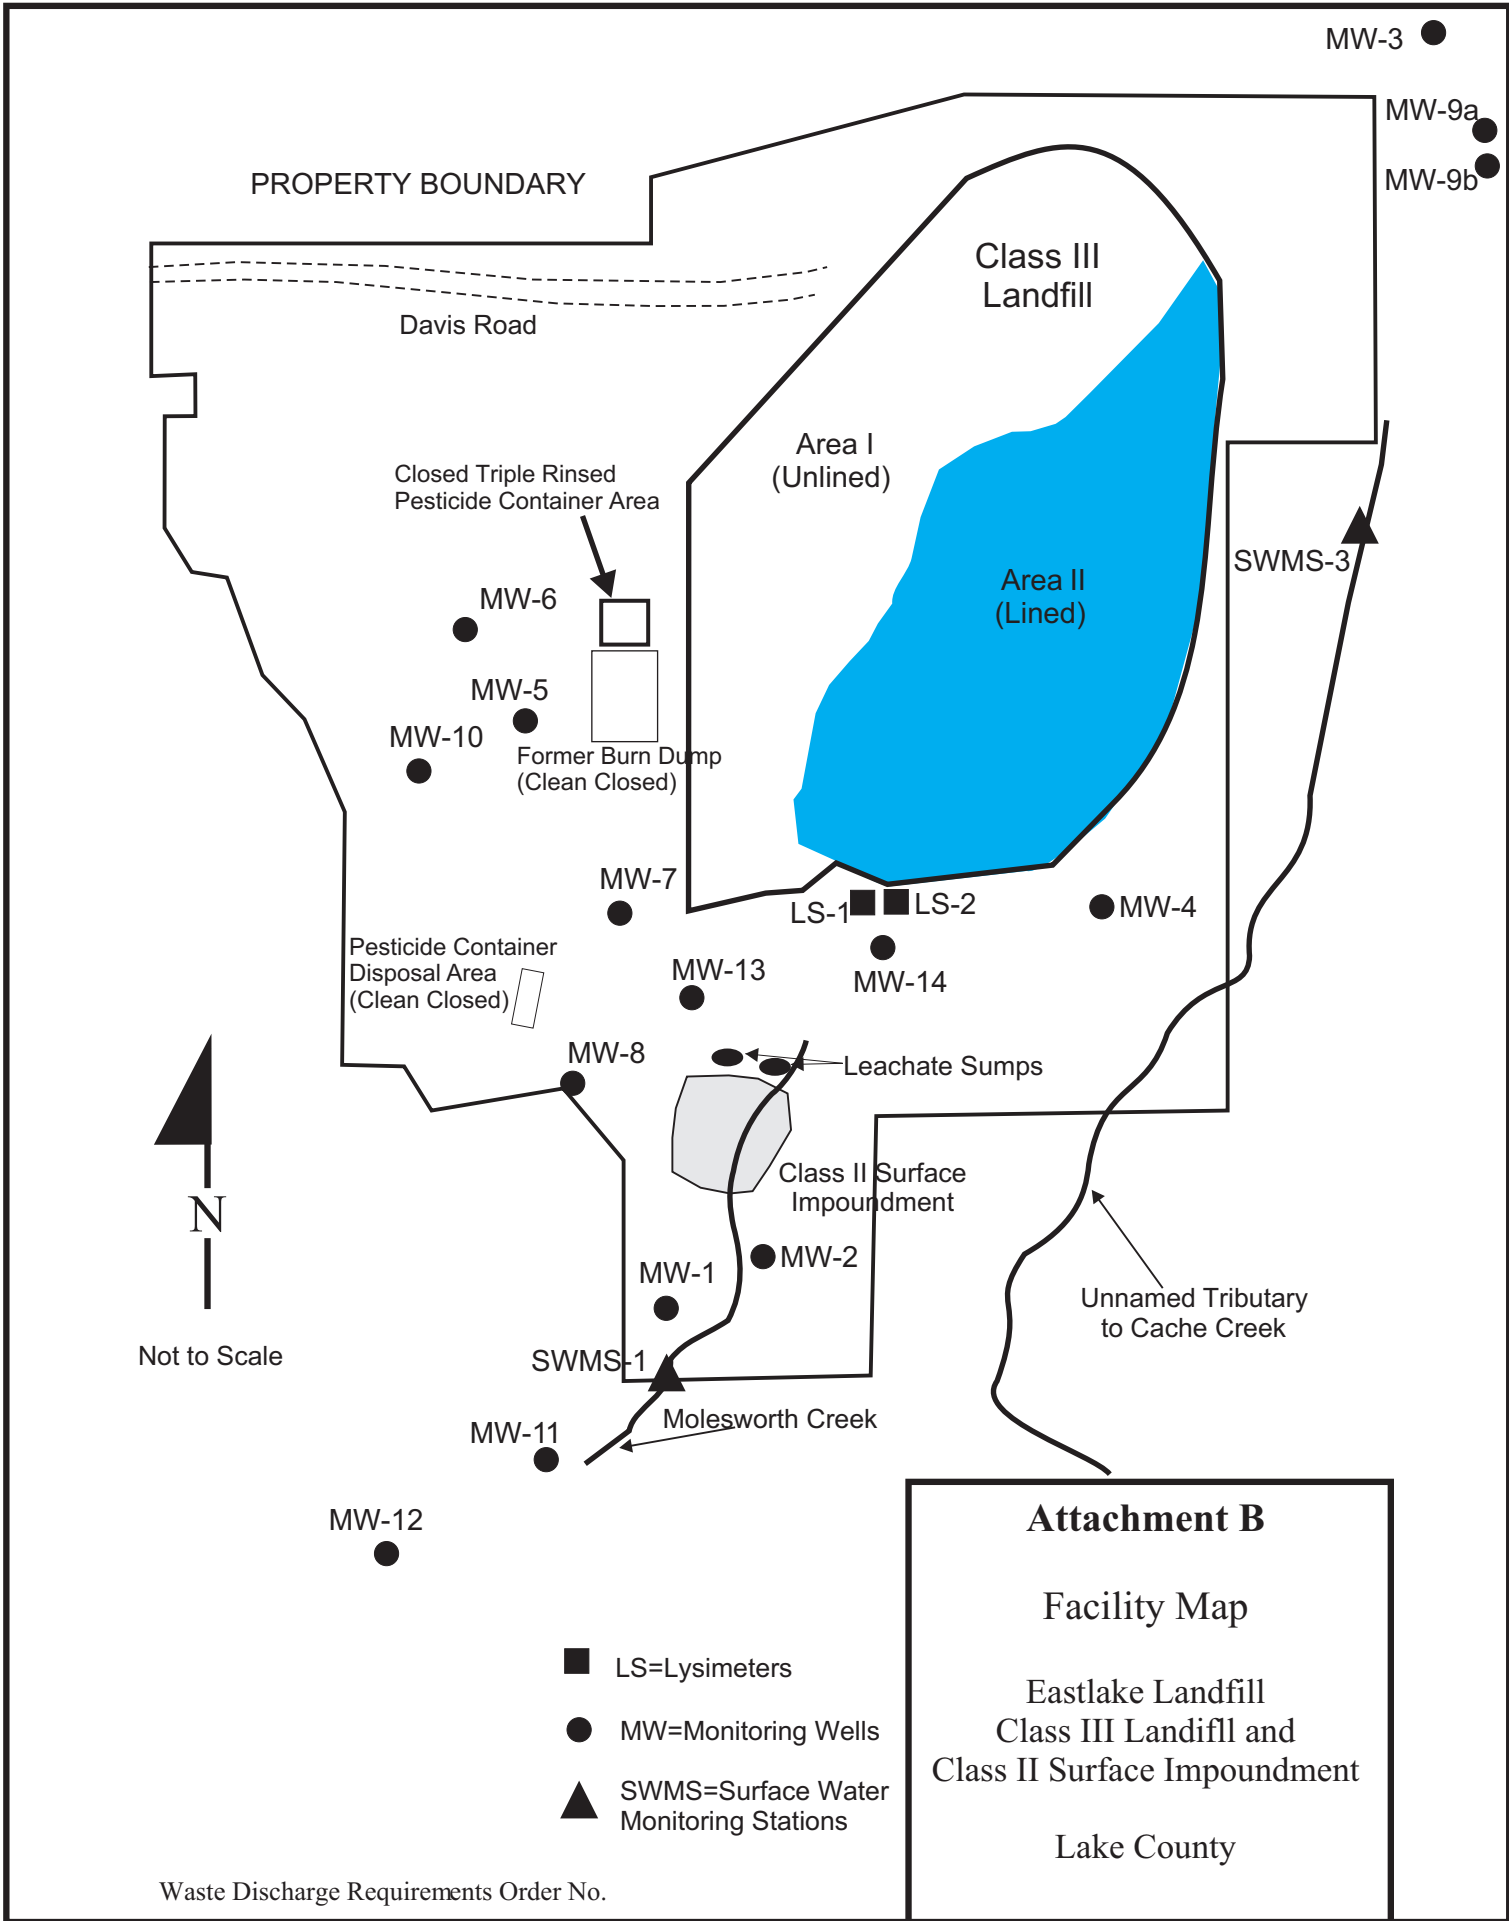 MW-3
MW-9a
MW-9b
PROPERTY BOUNDARY
Class III
Landfill
Davis Road
Area I
(Unlined)
Closed Triple Rinsed
Pesticide Container Area
SWMS-3
Area II
(Lined)
MW-6
MW-5
MW-10
Former Burn Dump
(Clean Closed)
MW-7
LS-1
LS-2
MW-4
Pesticide Container
Disposal Area
(Clean Closed)
MW-13
MW-14
MW-8
Leachate Sumps
Class II Surface
Impoundment
N
MW-2
MW-1
Unnamed Tributary
to Cache Creek
Not to Scale
SWMS-1
Molesworth Creek
MW-11
MW-12
Attachment B
Facility Map
Eastlake Landfill
Class III Landifll and
Class II Surface Impoundment
Lake County
LS=Lysimeters
MW=Monitoring Wells
SWMS=Surface Water
Monitoring Stations
Waste Discharge Requirements Order No.